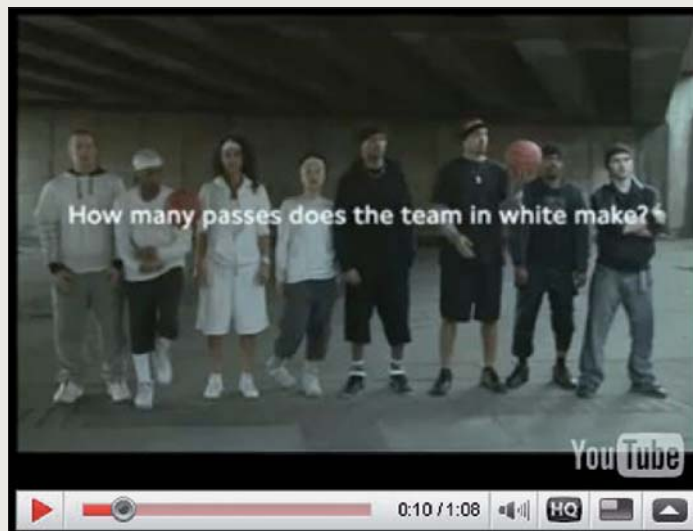 How many passes does the team in white make?
YouTube
0:10 / 1:08
HQ